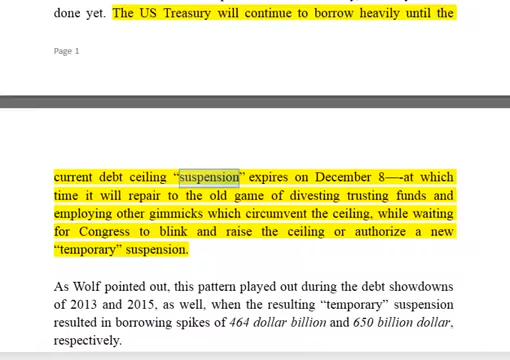 done yet. The US Treasury will continue to borrow heavily until the
Page 1
current debt ceiling “suspension” expires on December 8—-at which
time it will repair to the old game of divesting trusting funds and
employing other gimmicks which circumvent the ceiling, while waiting
for Congress to blink and raise the ceiling or authorize a new
“temporary” suspension.
As Wolf pointed out, this pattern played out during the debt showdowns
of 2013 and 2015, as well, when the resulting “temporary” suspension
resulted in borrowing spikes of 464 dollar billion and 650 billion dollar,
respectively.